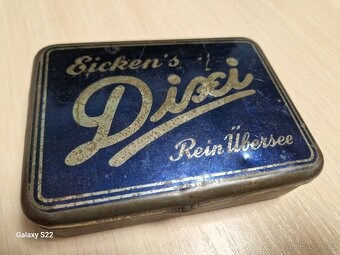 Eicken's
Dixi
Rein Übersee
Galaxy S22